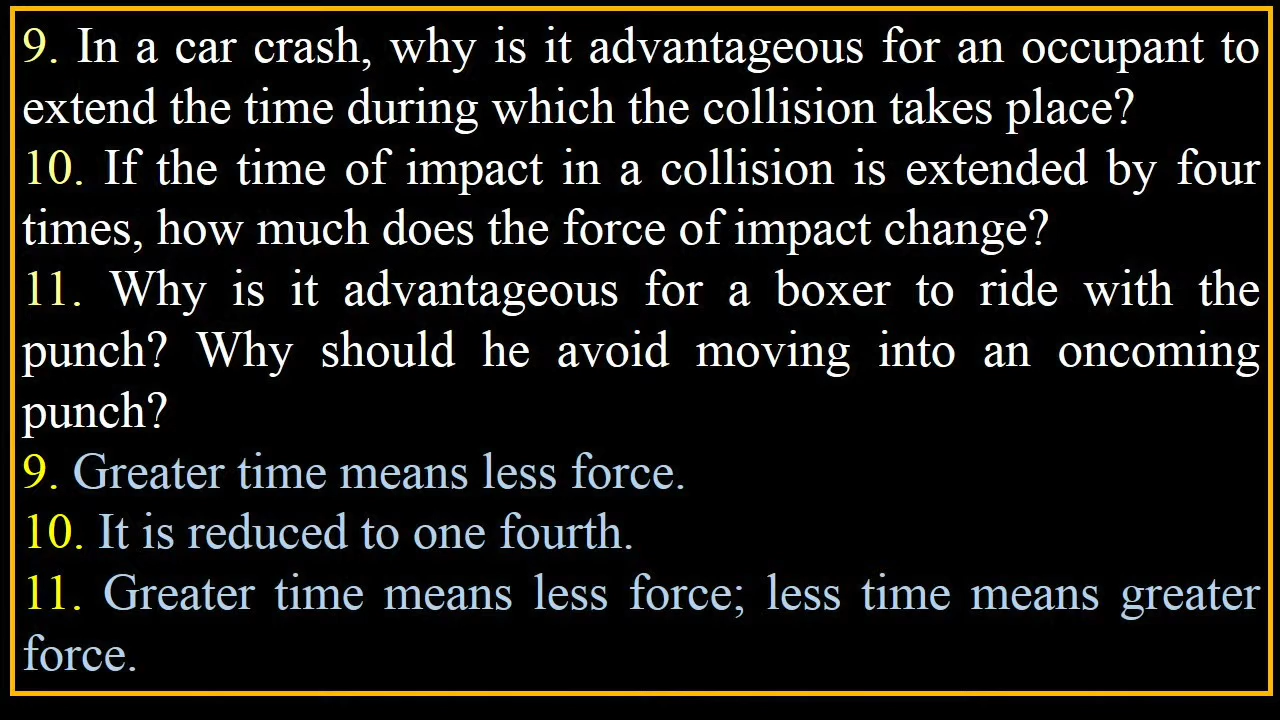 9. In a car crash, why is it advantageous for an occupant to
extend the time during which the collision takes place?
10. If the time of impact in a collision is extended by four
times, how much does the force of impact change?
11. Why is it advantageous for a boxer to ride with the
punch? Why should he avoid moving into an oncoming
punch?
9. Greater time means less force.
10. It is reduced to one fourth.
11. Greater time means less force; less time means greater
force.